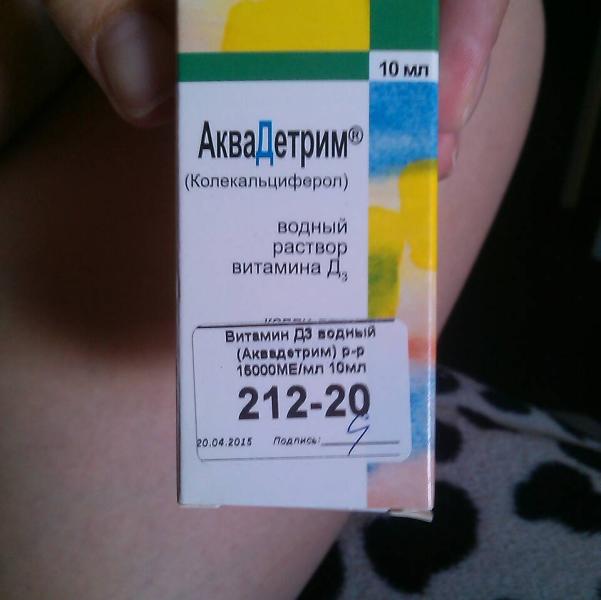 10 мл
АкваДетрим®
(Колекальциферол)
водный
раствор
витамина Д₃
Витамин Д3 водный
(Аквадетрим) р-р
15000МЕ/мл 10мл
212-20
20.04.2015 Подпись: